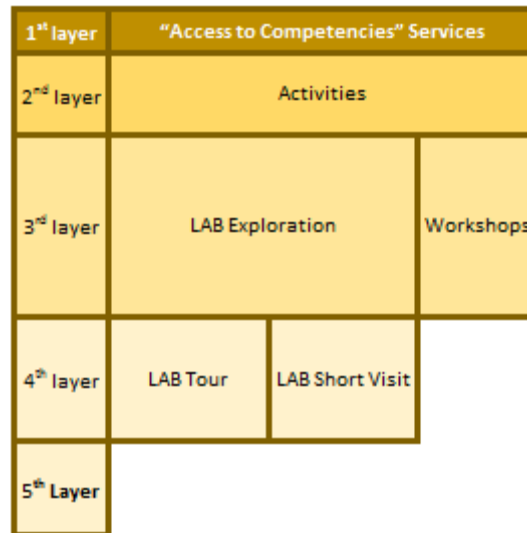 1st layer “Access to Competencies” Services
2nd layer Activities
3rd layer LAB Exploration Workshops
4th layer LAB Tour LAB Short Visit
5th Layer